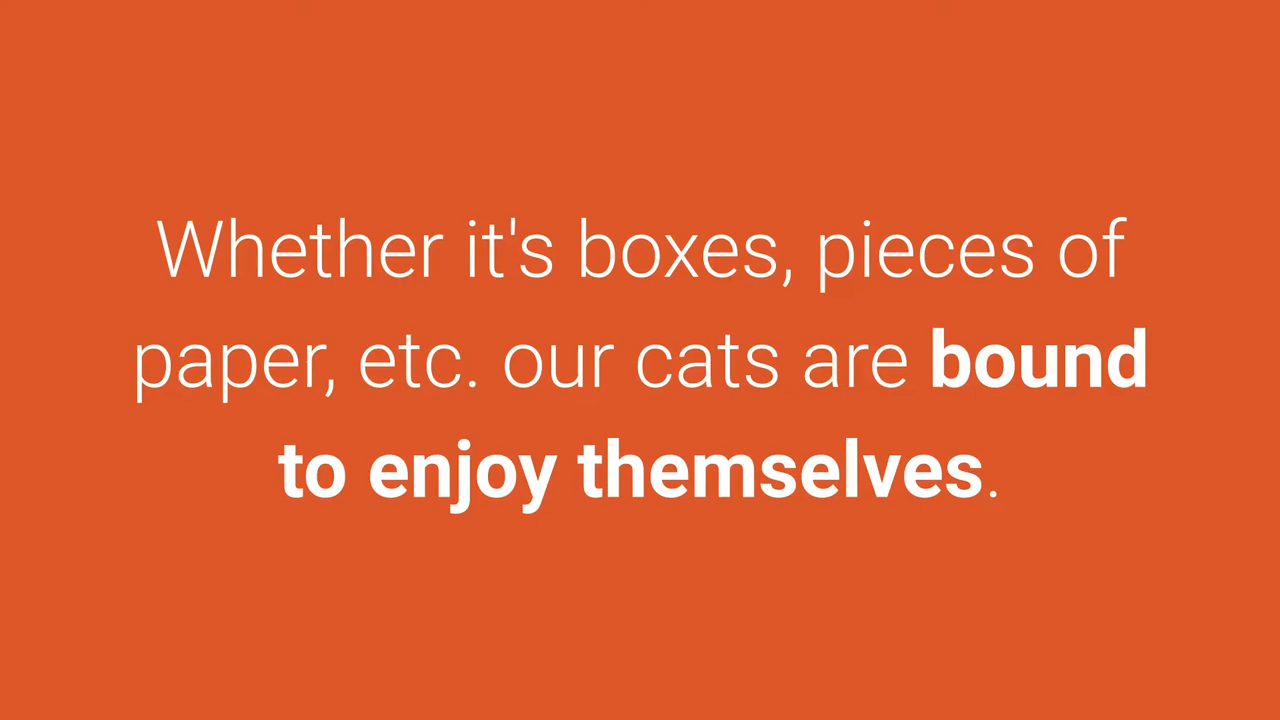 Whether it's boxes, pieces of
paper, etc. our cats are bound
to enjoy themselves.